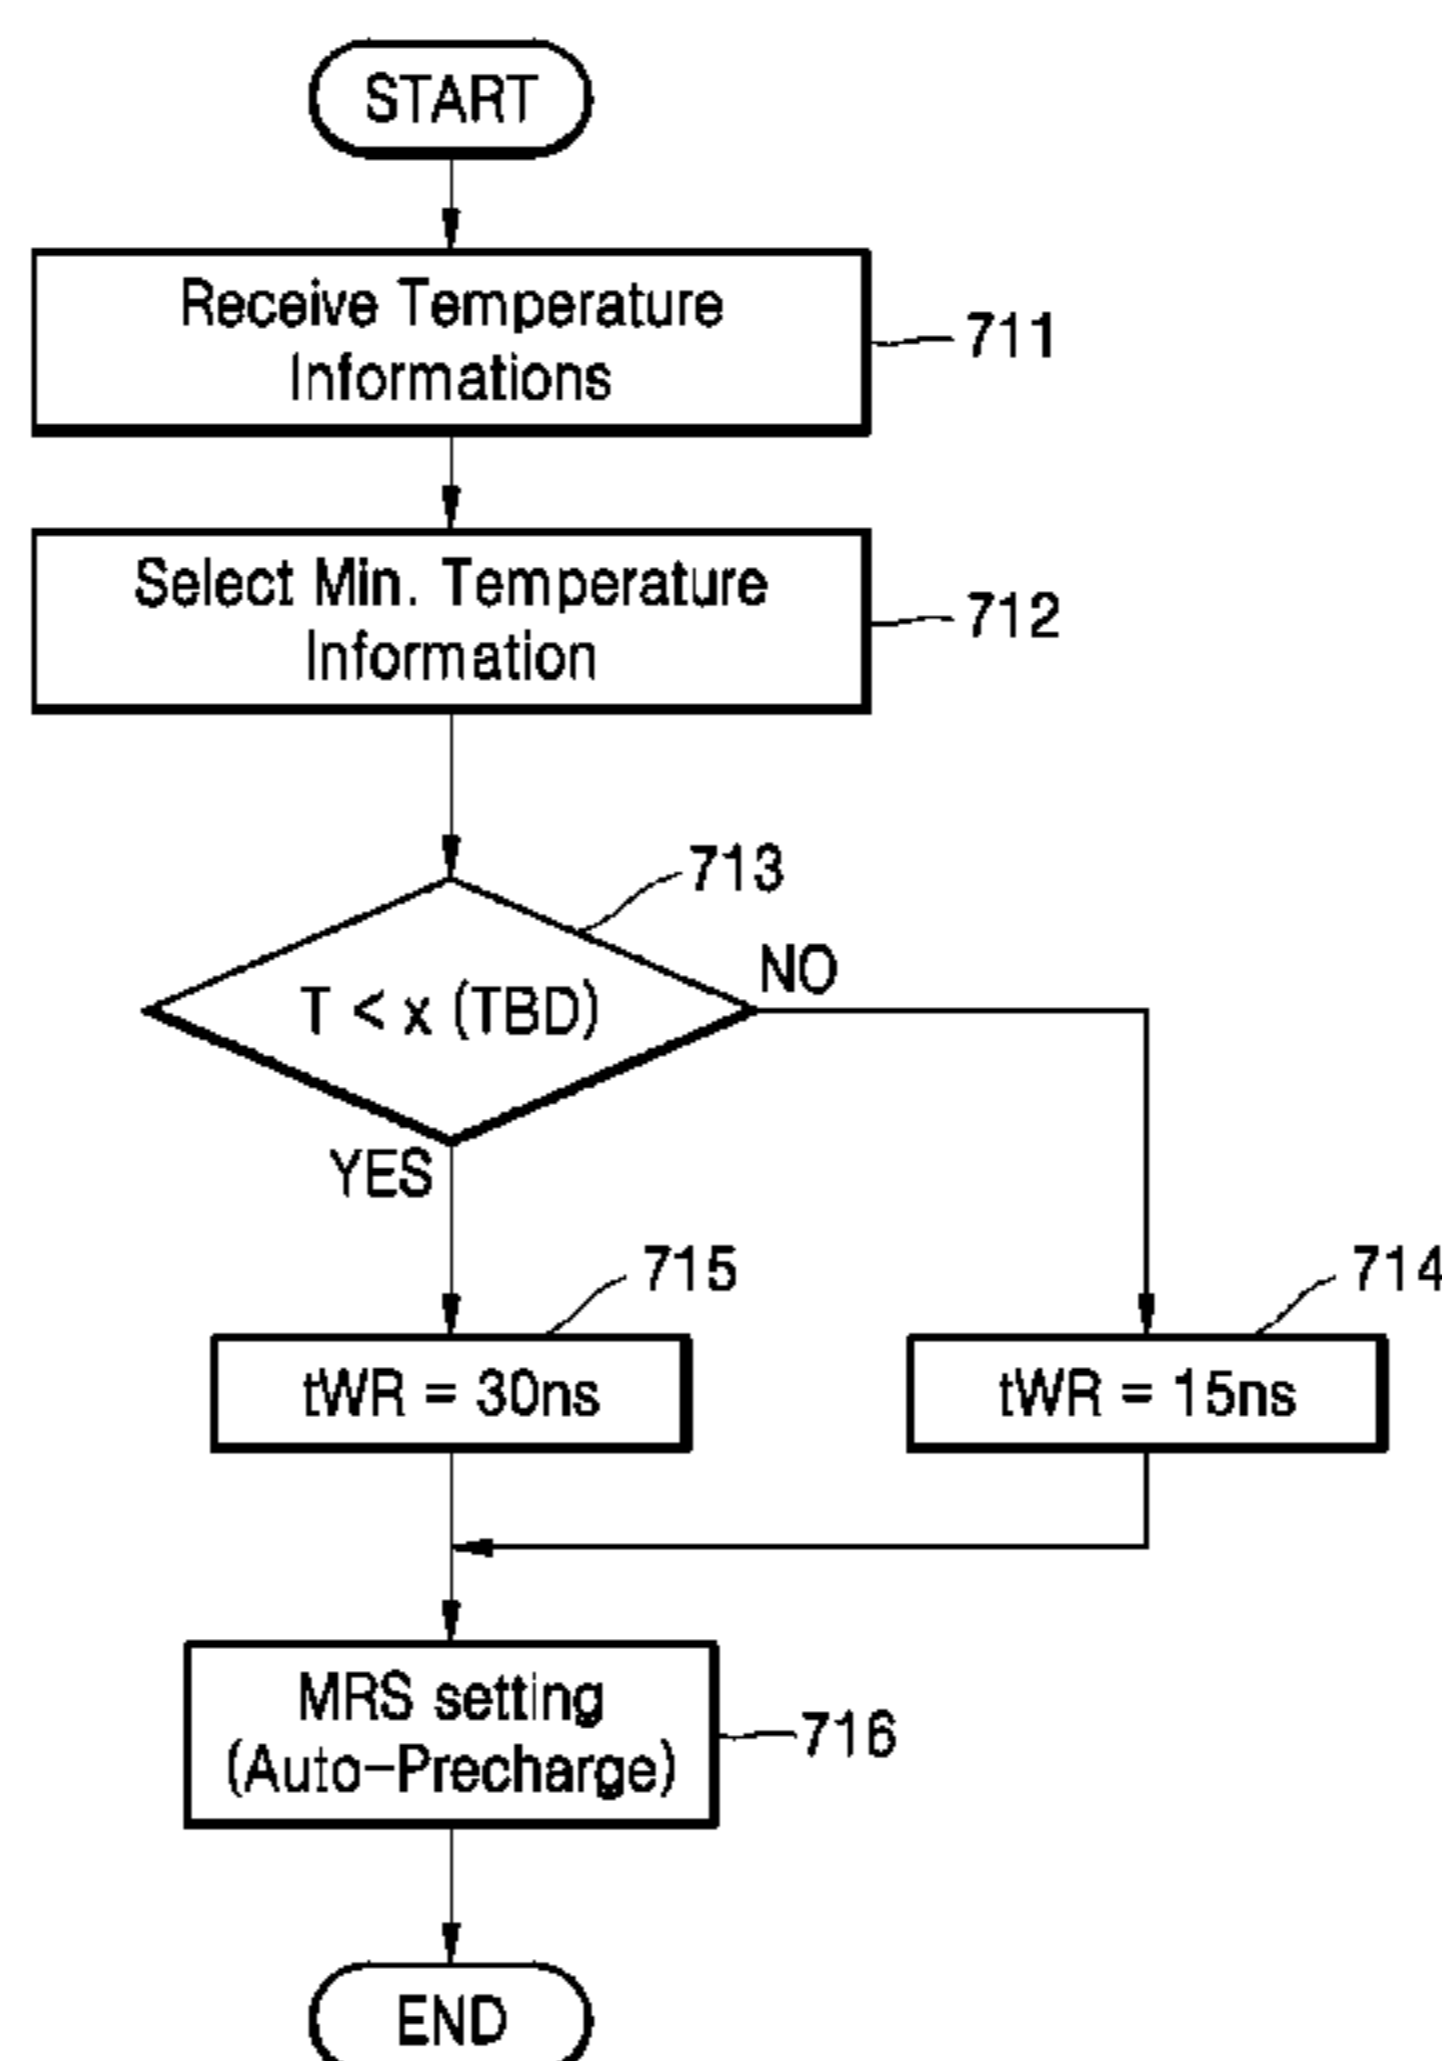 START
Receive Temperature
Informations
711
Select Min. Temperature
Information
712
713
T < x (TBD)
NO
YES
715
714
tWR = 30ns
tWR = 15ns
MRS setting
(Auto-Precharge)
716
END